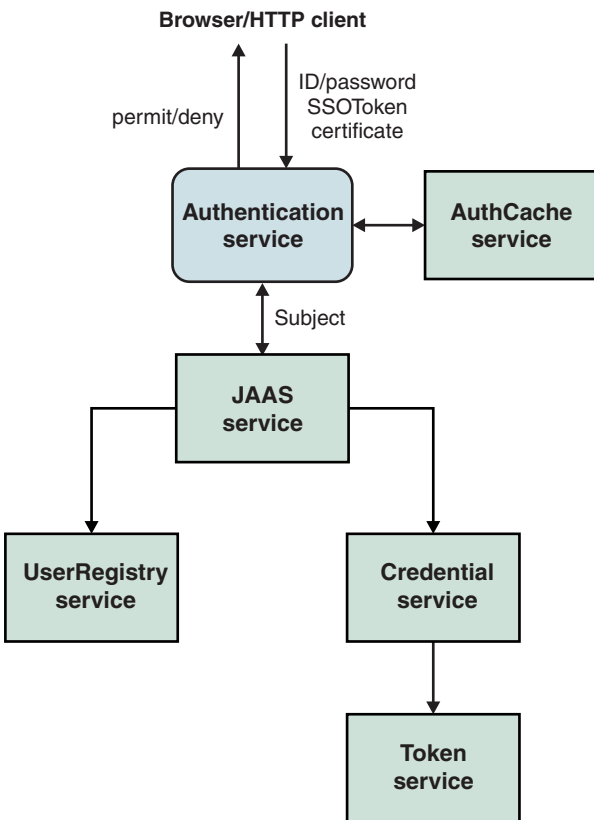 Browser/HTTP client
permit/deny
ID/password
SSOToken
certificate
Authentication
service
AuthCache
service
Subject
JAAS
service
UserRegistry
service
Credential
service
Token
service